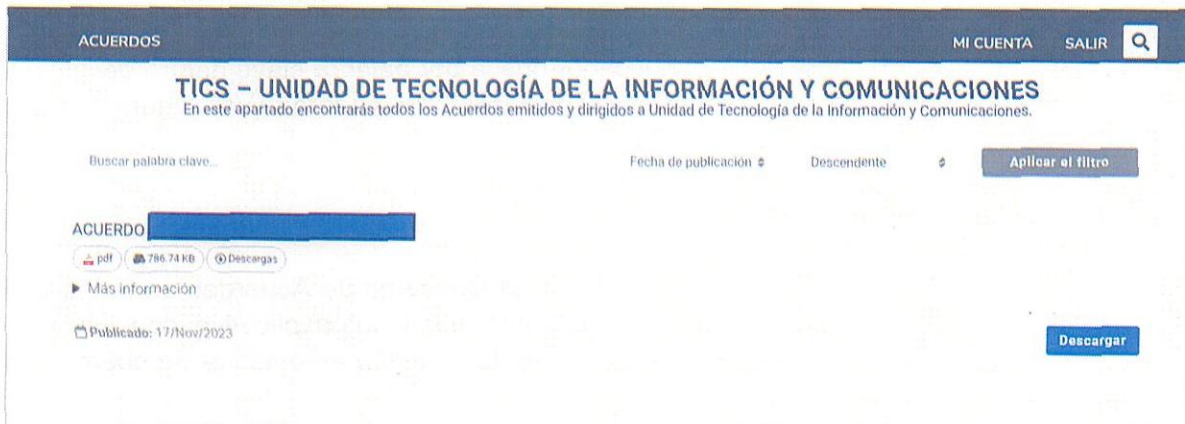 ACUERDOS MI CUENTA SALIR
TICS – UNIDAD DE TECNOLOGÍA DE LA INFORMACIÓN Y COMUNICACIONES
En este apartado encontrarás todos los Acuerdos emitidos y dirigidos a Unidad de Tecnología de la Información y Comunicaciones.
Buscar palabra clave... Fecha de publicación Descendente Aplicar el filtro
ACUERDO
pdf 786.74 KB Descargas
Más información
Publicado: 17/Nov/2023
Descargar